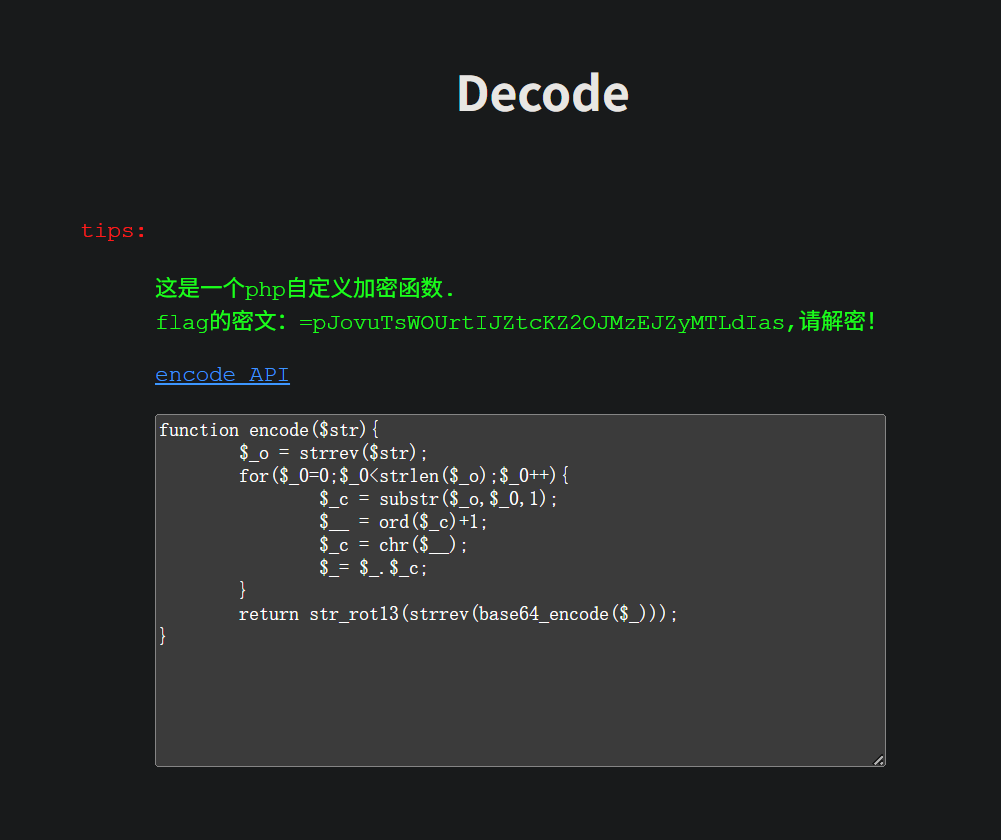 Decode
tips:
这是一个php自定义加密函数.
flag的密文：=pJovuTsWOUrtIJZtcKZ2OJMzEJZyMTLdIas,请解密！
encode API
function encode($str){
	$_o = strrev($str);
	for($_0=0;$_0<strlen($_o);$_0++){
		$_c = substr($_o,$_0,1);
		$__ = ord($_c)+1;
		$_c = chr($__);
		$_= $_.$_c;
	}
	return str_rot13(strrev(base64_encode($_)));
}